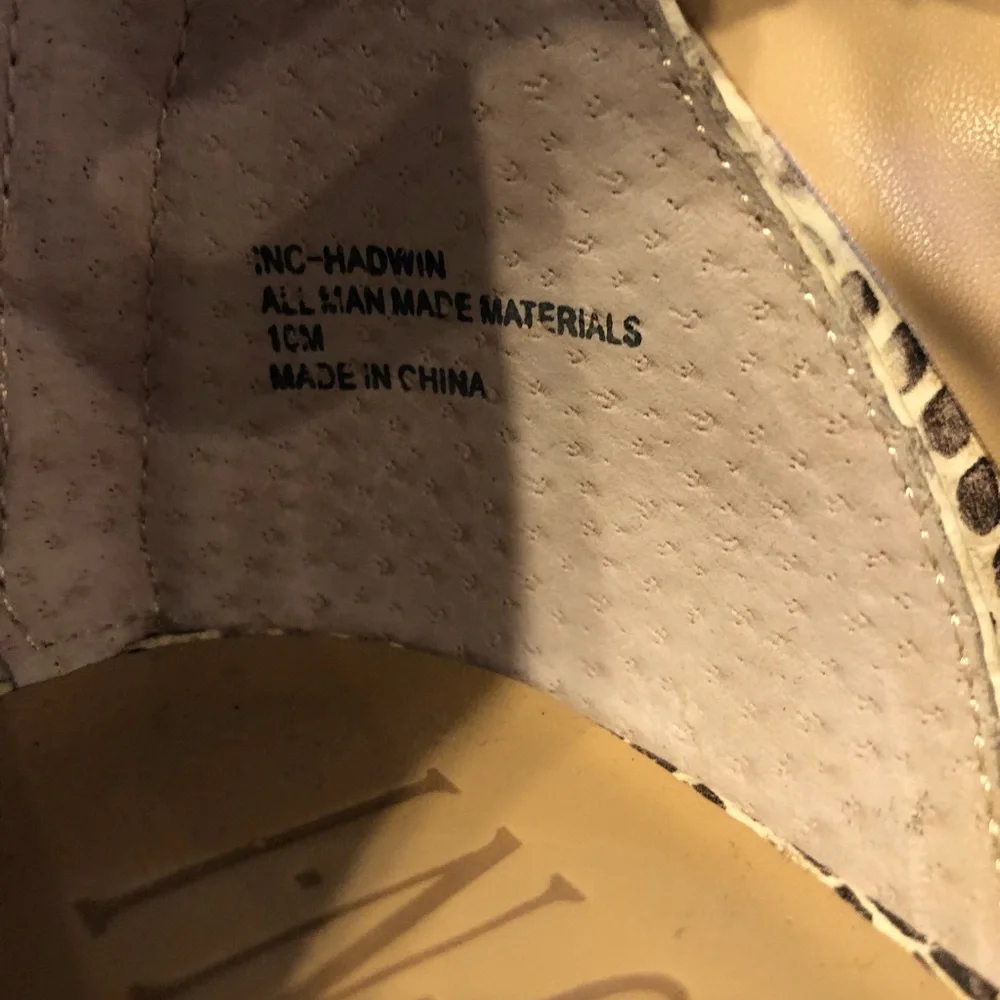 INC-HADWIN
ALL MAN MADE MATERIALS
10M
MADE IN CHINA
I·N